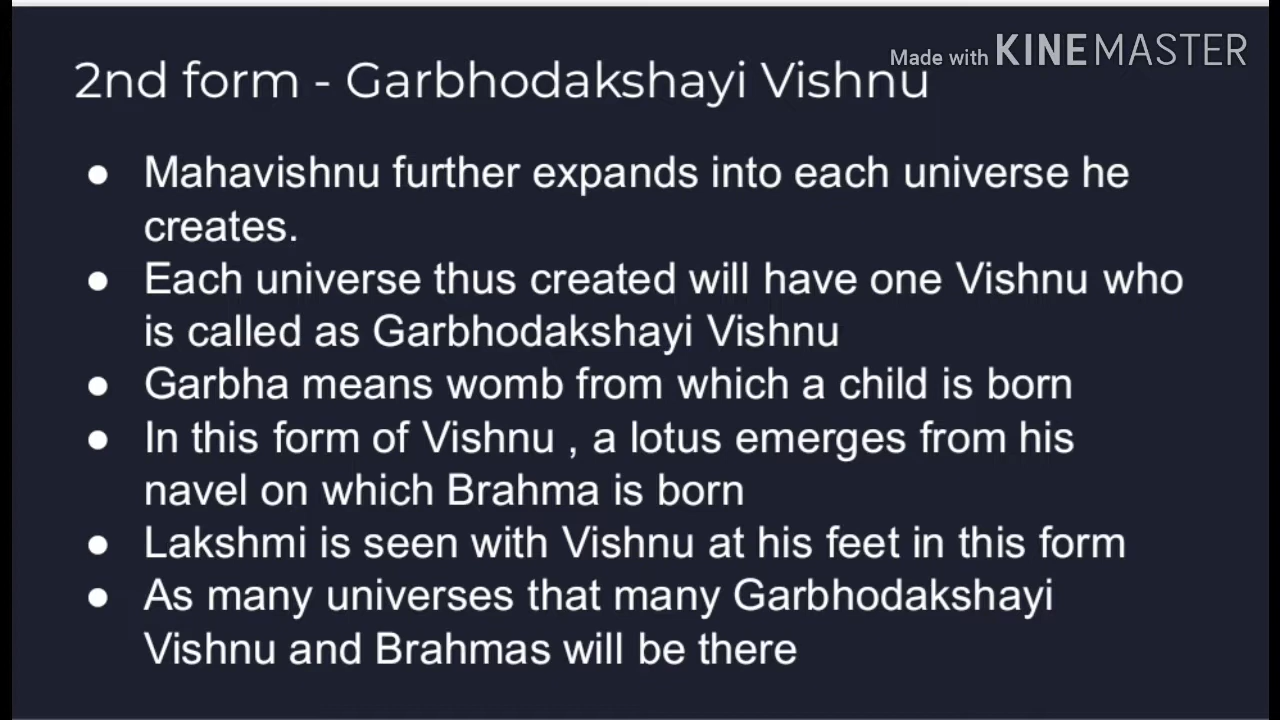 Made with KINEMASTER
2nd form - Garbhodakshayi Vishnu
● Mahavishnu further expands into each universe he
creates.
● Each universe thus created will have one Vishnu who
is called as Garbhodakshayi Vishnu
● Garbha means womb from which a child is born
● In this form of Vishnu , a lotus emerges from his
navel on which Brahma is born
● Lakshmi is seen with Vishnu at his feet in this form
● As many universes that many Garbhodakshayi
Vishnu and Brahmas will be there